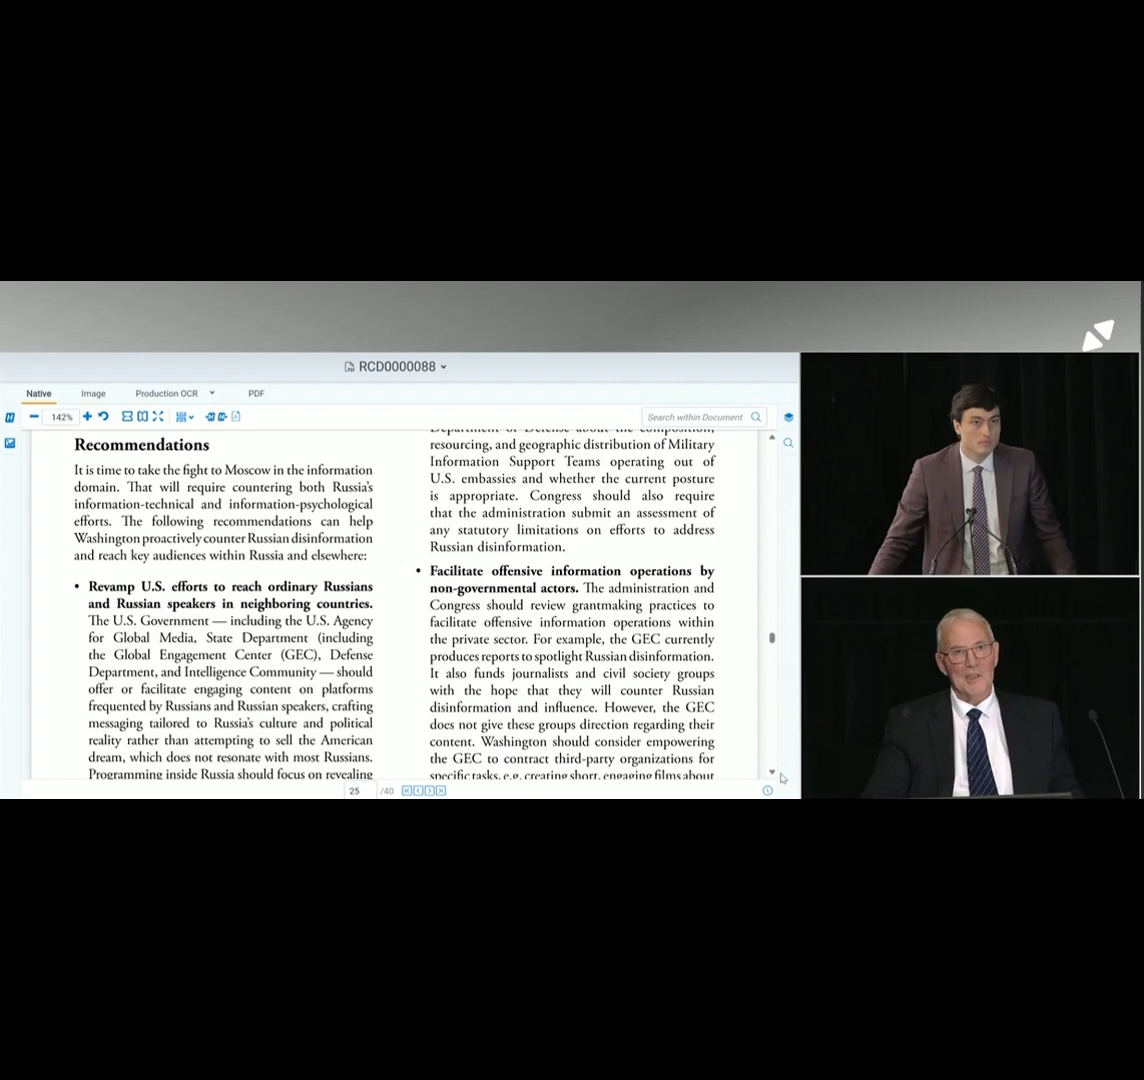 RCD0000088
Native
Image
Production OCR
PDF
142%
Search within Document
Recommendations
It is time to take the fight to Moscow in the information
domain. That will require countering both Russia's
information-technical and information-psychological
efforts. The following recommendations can help
Washington proactively counter Russian disinformation
and reach key audiences within Russia and elsewhere:
• Revamp U.S. efforts to reach ordinary Russians
and Russian speakers in neighboring countries.
The U.S. Government — including the U.S. Agency
for Global Media, State Department (including
the Global Engagement Center (GEC), Defense
Department, and Intelligence Community — should
offer or facilitate engaging content on platforms
frequented by Russians and Russian speakers, crafting
messaging tailored to Russia's culture and political
reality rather than attempting to sell the American
dream, which does not resonate with most Russians.
Programming inside Russia should focus on revealing
Department of Defense about the composition,
resourcing, and geographic distribution of Military
Information Support Teams operating out of
U.S. embassies and whether the current posture
is appropriate. Congress should also require
that the administration submit an assessment of
any statutory limitations on efforts to address
Russian disinformation.
• Facilitate offensive information operations by
non-governmental actors. The administration and
Congress should review grantmaking practices to
facilitate offensive information operations within
the private sector. For example, the GEC currently
produces reports to spotlight Russian disinformation.
It also funds journalists and civil society groups
with the hope that they will counter Russian
disinformation and influence. However, the GEC
does not give these groups direction regarding their
content. Washington should consider empowering
the GEC to contract third-party organizations for
specific tasks, e.g. creating short, engaging films about
25
/40